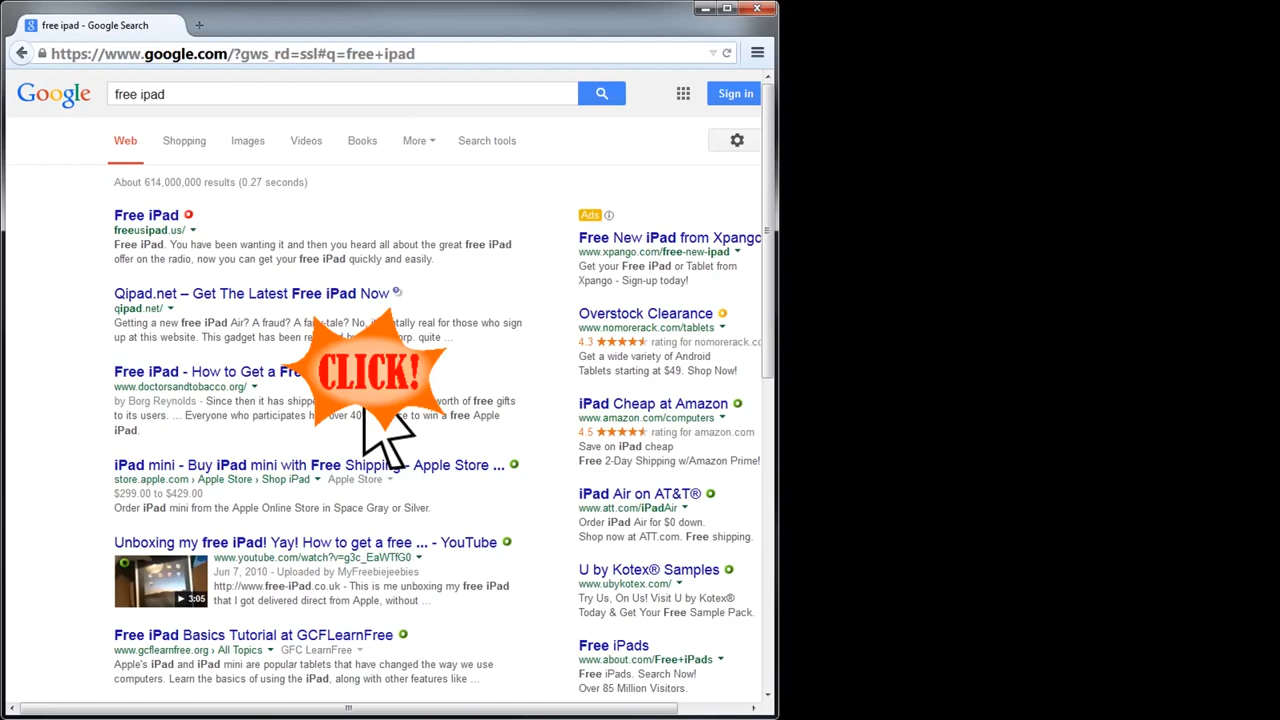 free ipad - Google Search
https://www.google.com/?gws_rd=ssl#q=free+ipad
Google
free ipad
Sign in
Web Shopping Images Videos Books More Search tools
About 614,000,000 results (0.27 seconds)
Free iPad
freeusipad.us/
Free iPad. You have been wanting it and then you heard all about the great free iPad
offer on the radio, now you can get your free iPad quickly and easily.
Qipad.net – Get The Latest Free iPad Now
qipad.net/
Getting a new free iPad Air? A fraud? A fairy-tale? No, it totally real for those who sign
up at this website. This gadget has been corp. quite ...
Free iPad - How to Get a
CLICK!
www.doctorsandtobacco.org/
by Borg Reynolds - Since then it has worth of free gifts
to its users. ... Everyone who participates over 40 to win a free Apple
iPad.
iPad mini - Buy iPad mini with Free Shipping - Apple Store ...
store.apple.com › Apple Store › Shop iPad Apple Store
$299.00 to $429.00
Order iPad mini from the Apple Online Store in Space Gray or Silver.
Unboxing my free iPad! Yay! How to get a free ... - YouTube
www.youtube.com/watch?v=g3c_EaWTfG0
Jun 7, 2010 - Uploaded by MyFreebiejeebies
http://www.free-iPad.co.uk - This is me unboxing my free iPad
that I got delivered direct from Apple, without ...
3:05
Free iPad Basics Tutorial at GCFLearnFree
www.gcflearnfree.org › All Topics GFC LearnFree
Apple's iPad and iPad mini are popular tablets that have changed the way we use
computers. Learn the basics of using the iPad, along with other features like ...
Ads
Free New iPad from Xpango
www.xpango.com/free-new-ipad
Get your Free iPad or Tablet from
Xpango - Sign-up today!
Overstock Clearance
www.nomorerack.com/tablets
4.3 rating for nomorerack.co
Get a wide variety of Android
Tablets starting at $49. Shop Now!
iPad Cheap at Amazon
www.amazon.com/computers
4.5 rating for amazon.com
Save on iPad cheap
Free 2-Day Shipping w/Amazon Prime!
iPad Air on AT&T®
www.att.com/iPadAir
Order iPad Air for $0 down.
Shop now at ATT.com. Free shipping.
U by Kotex® Samples
www.ubykotex.com/
Try Us, On Us! Visit U by Kotex®
Today & Get Your Free Sample Pack.
Free iPads
www.about.com/Free+iPads
Free iPads. Search Now!
Over 85 Million Visitors.